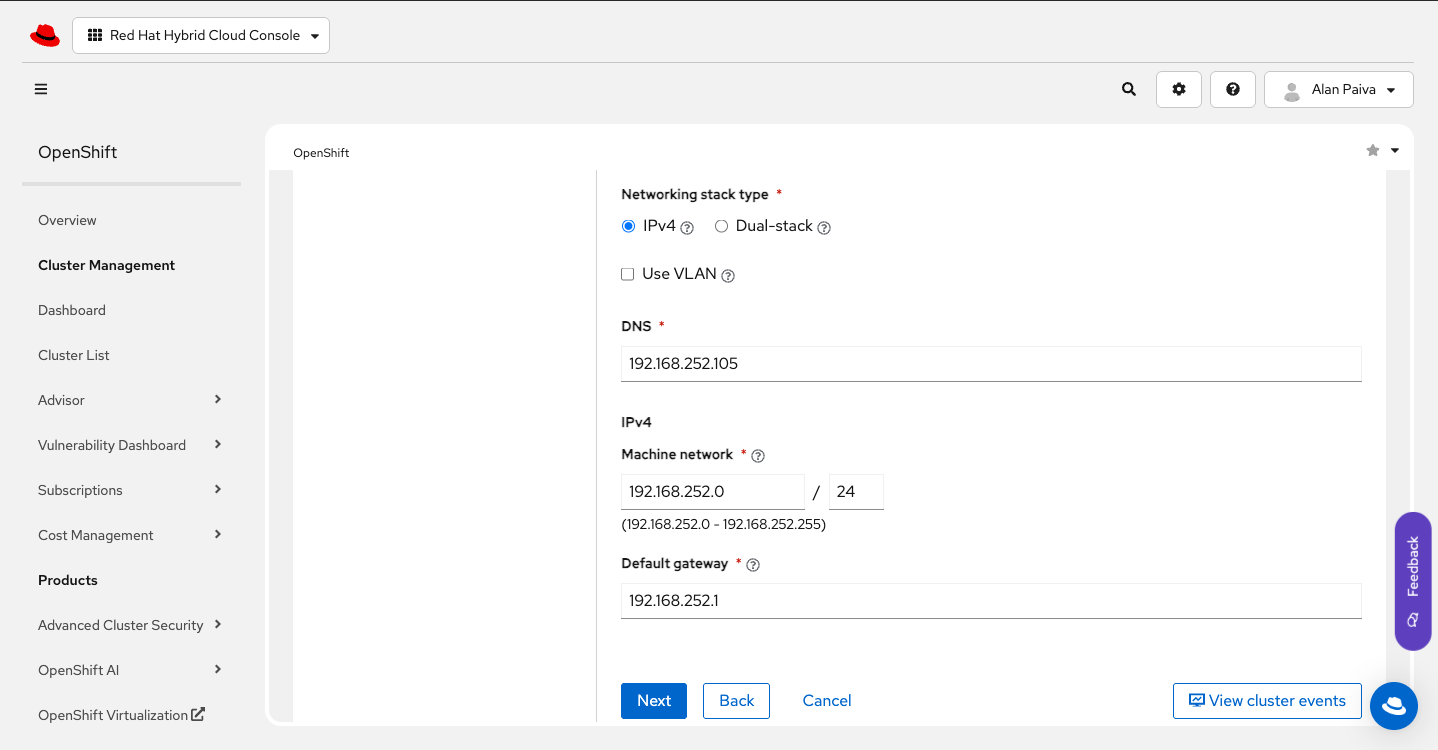 Red Hat Hybrid Cloud Console
Alan Paiva
OpenShift
Overview
Cluster Management
Dashboard
Cluster List
Advisor
Vulnerability Dashboard
Subscriptions
Cost Management
Products
Advanced Cluster Security
OpenShift AI
OpenShift Virtualization
OpenShift
Networking stack type *
IPv4 Dual-stack
Use VLAN
DNS *
192.168.252.105
IPv4
Machine network *
192.168.252.0 / 24
(192.168.252.0 - 192.168.252.255)
Default gateway *
192.168.252.1
Next Back Cancel View cluster events
Feedback